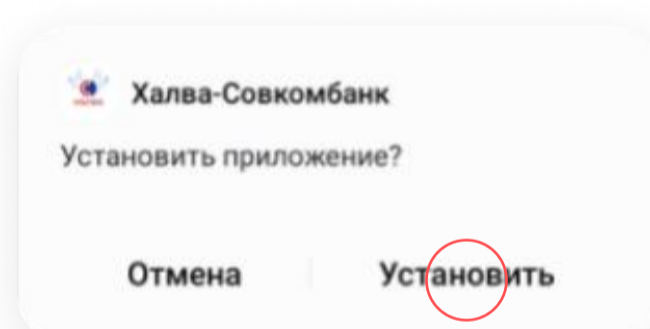 Халва-Совкомбанк
Установить приложение?
Отмена
Установить